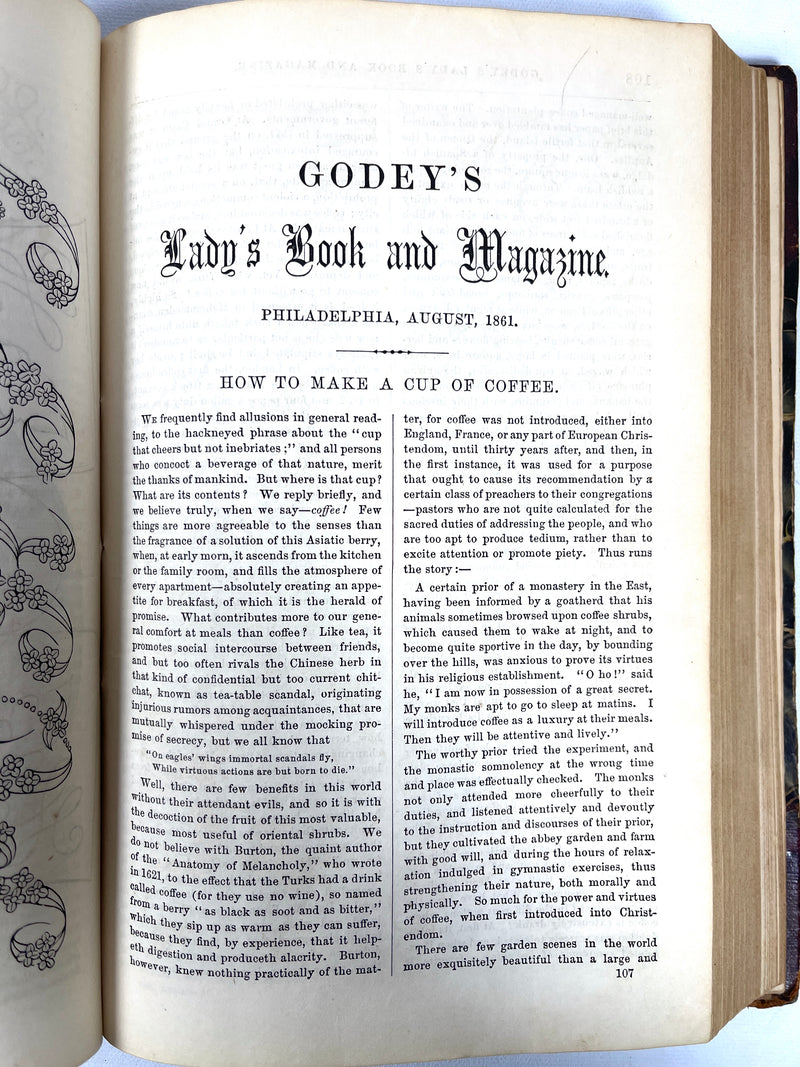 GODEY'S
Lady's Book and Magazine.
PHILADELPHIA, AUGUST, 1861.
HOW TO MAKE A CUP OF COFFEE.
WE frequently find allusions in general read-
ing, to the hackneyed phrase about the "cup
that cheers but not inebriates;" and all persons
who concoct a beverage of that nature, merit
the thanks of mankind. But where is that cup?
What are its contents? We reply briefly, and
we believe truly, when we say—coffee! Few
things are more agreeable to the senses than
the fragrance of a solution of this Asiatic berry,
when, at early morn, it ascends from the kitchen
or the family room, and fills the atmosphere of
every apartment—absolutely creating an appe-
tite for breakfast, of which it is the herald of
promise. What contributes more to our gene-
ral comfort at meals than coffee? Like tea, it
promotes social intercourse between friends,
and but too often rivals the Chinese herb in
that kind of confidential but too current chit-
chat, known as tea-table scandal, originating
injurious rumors among acquaintances, that are
mutually whispered under the mocking pro-
mise of secrecy, but we all know that
"On eagles' wings immortal scandals fly,
While virtuous actions are but born to die."
Well, there are few benefits in this world
without their attendant evils, and so it is with
the decoction of the fruit of this most valuable,
because most useful of oriental shrubs. We
do not believe with Burton, the quaint author
of the "Anatomy of Melancholy," who wrote
in 1621, to the effect that the Turks had a drink
called coffee (for they use no wine), so named
from a berry "as black as soot and as bitter,"
which they sip up as warm as they can suffer,
because they find, by experience, that it help-
eth digestion and produceth alacrity. Burton,
however, knew nothing practically of the mat-
ter, for coffee was not introduced, either into
England, France, or any part of European Chris-
tendom, until thirty years after, and then, in
the first instance, it was used for a purpose
that ought to cause its recommendation by a
certain class of preachers to their congregations
—pastors who are not quite calculated for the
sacred duties of addressing the people, and who
are too apt to produce tedium, rather than to
excite attention or promote piety. Thus runs
the story:—
A certain prior of a monastery in the East,
having been informed by a goatherd that his
animals sometimes browsed upon coffee shrubs,
which caused them to wake at night, and to
become quite sportive in the day, by bounding
over the hills, was anxious to prove its virtues
in his religious establishment. "O ho!" said
he, "I am now in possession of a great secret.
My monks are apt to go to sleep at matins. I
will introduce coffee as a luxury at their meals.
Then they will be attentive and lively."
The worthy prior tried the experiment, and
the monastic somnolency at the wrong time
and place was effectually checked. The monks
not only attended more cheerfully to their
duties, and listened attentively and devoutly
to the instruction and discourses of their prior,
but they cultivated the abbey garden and farm
with good will, and during the hours of relax-
ation indulged in gymnastic exercises, thus
strengthening their nature, both morally and
physically. So much for the power and virtues
of coffee, when first introduced into Christ-
endom.
There are few garden scenes in the world
more exquisitely beautiful than a large and
107